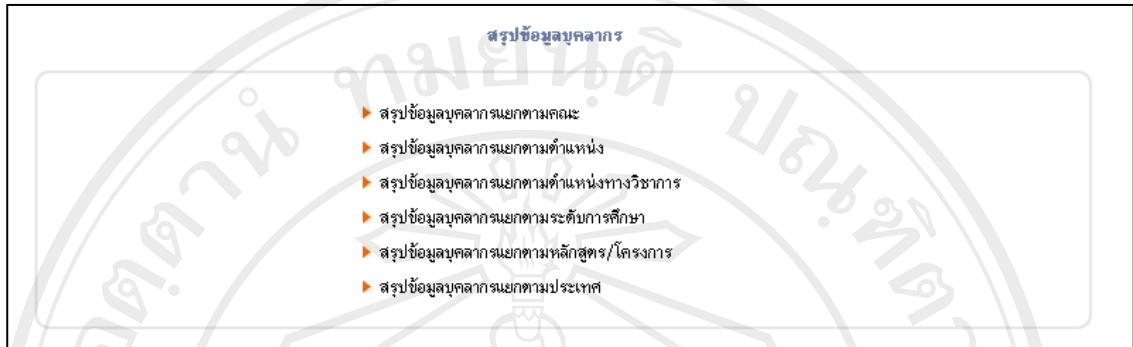 สรุปข้อมูลบุคลากร
สรุปข้อมูลบุคลากรแยกตามคณะ
สรุปข้อมูลบุคลากรแยกตามตำแหน่ง
สรุปข้อมูลบุคลากรแยกตามตำแหน่งทางวิชาการ
สรุปข้อมูลบุคลากรแยกตามระดับการศึกษา
สรุปข้อมูลบุคลากรแยกตามหลักสูตร/โครงการ
สรุปข้อมูลบุคลากรแยกตามประเทศ